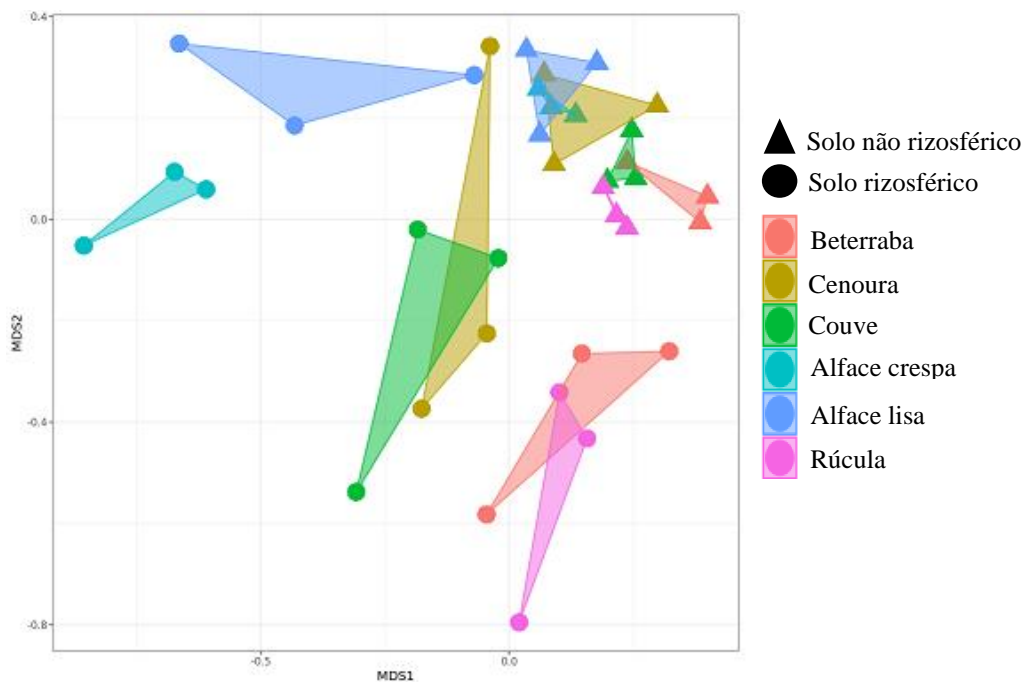 0.4
0.0
-0.4
-0.8
MDS2
-0.5
0.0
MDS1
Solo não rizosférico
Solo rizosférico
Beterraba
Cenoura
Couve
Alface crespa
Alface lisa
Rúcula